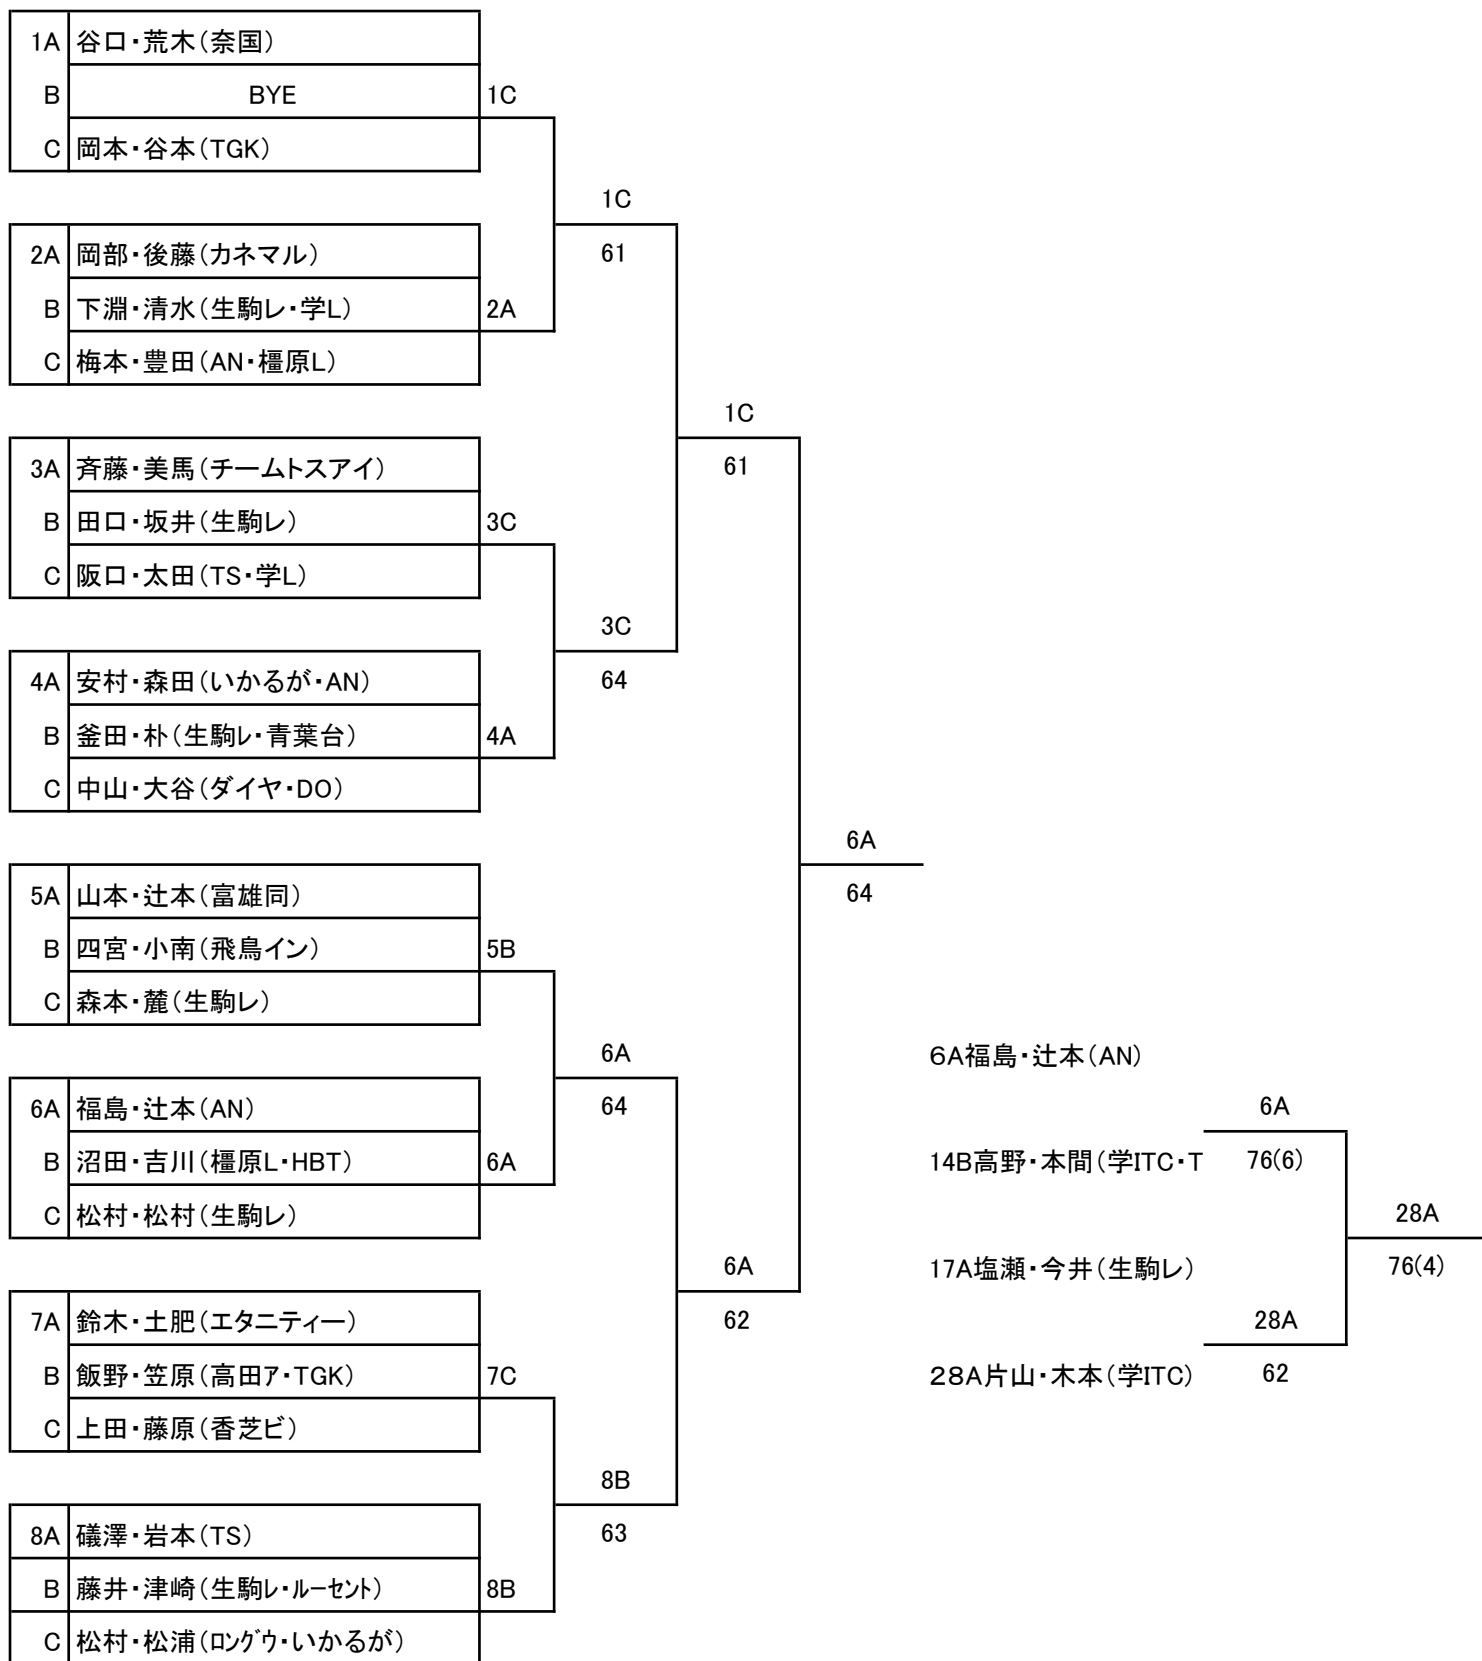 1A 谷口・荒木(奈国)
B BYE 1C
C 岡本・谷本(TGK)
1C
61
2A 岡部・後藤(カネマル)
B 下淵・清水(生駒レ・学L) 2A
C 梅本・豊田(AN・橿原L)
1C
61
3A 斉藤・美馬(チームトスアイ)
B 田口・坂井(生駒レ) 3C
C 阪口・太田(TS・学L)
3C
64
4A 安村・森田(いかるが・AN)
B 釜田・朴(生駒レ・青葉台) 4A
C 中山・大谷(ダイヤ・DO)
6A
64
5A 山本・辻本(富雄同)
B 四宮・小南(飛鳥イン) 5B
C 森本・麓(生駒レ)
6A
64
6A 福島・辻本(AN)
B 沼田・吉川(橿原L・HBT) 6A
C 松村・松村(生駒レ)
6A
62
7A 鈴木・土肥(エタニティー)
B 飯野・笠原(高田ア・TGK) 7C
C 上田・藤原(香芝ビ)
8B
63
8A 礒澤・岩本(TS)
B 藤井・津崎(生駒レ・ルーセント) 8B
C 松村・松浦(ロングウ・いかるが)
6A福島・辻本(AN)
6A
14B高野・本間(学ITC・T 76(6)
28A
17A塩瀬・今井(生駒レ) 76(4)
28A
28A片山・木本(学ITC) 62